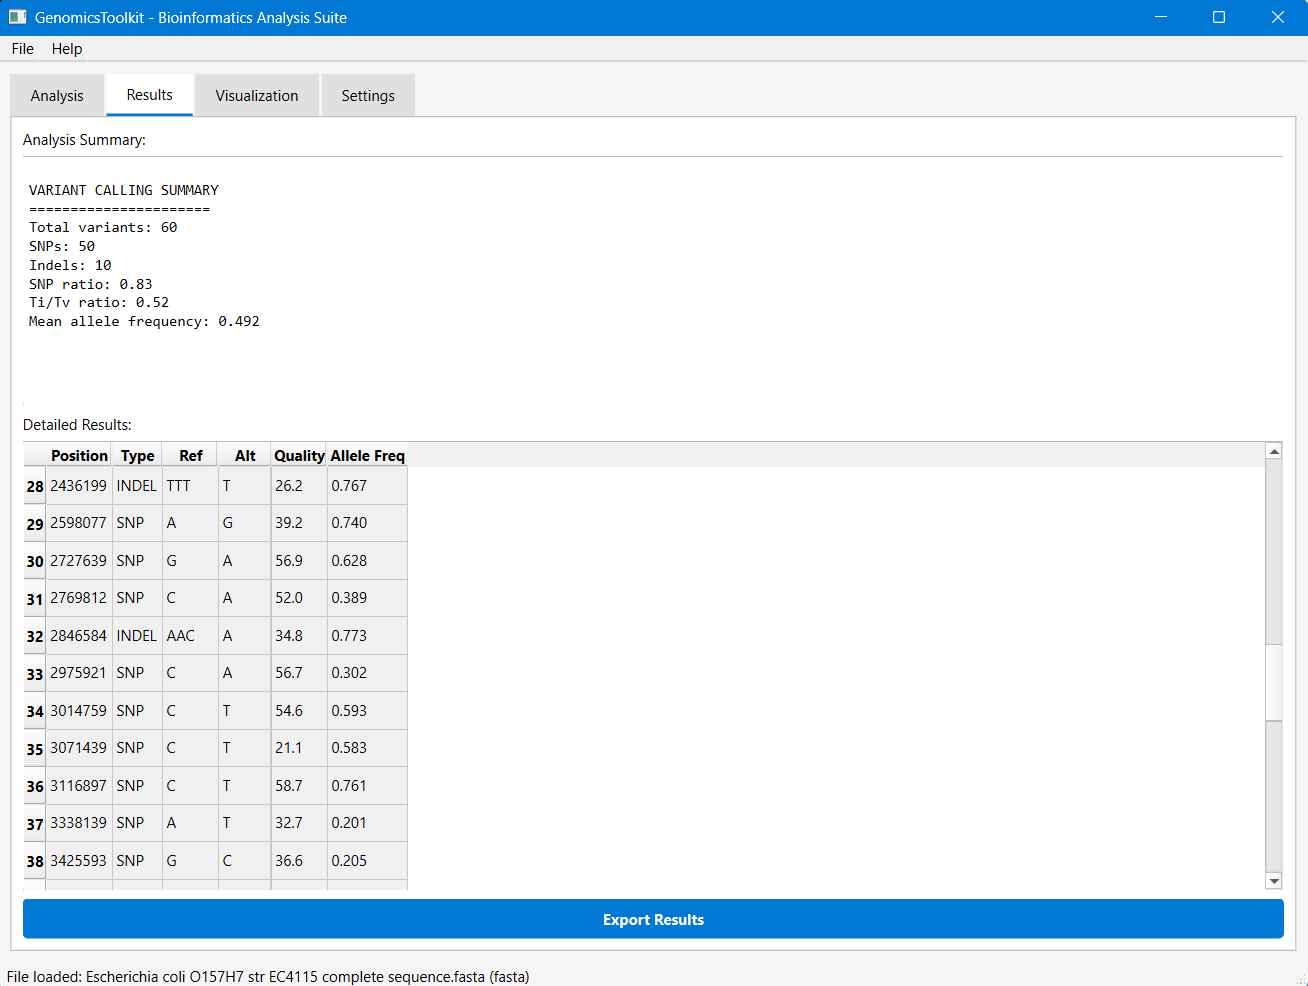 GenomicsToolkit - Bioinformatics Analysis Suite
File Help
Analysis Results Visualization Settings
Analysis Summary:
VARIANT CALLING SUMMARY
======================
Total variants: 60
SNPs: 50
Indels: 10
SNP ratio: 0.83
Ti/Tv ratio: 0.52
Mean allele frequency: 0.492
Detailed Results:
Position Type Ref Alt Quality Allele Freq
28 2436199 INDEL TTT T 26.2 0.767
29 2598077 SNP A G 39.2 0.740
30 2727639 SNP G A 56.9 0.628
31 2769812 SNP C A 52.0 0.389
32 2846584 INDEL AAC A 34.8 0.773
33 2975921 SNP C A 56.7 0.302
34 3014759 SNP C T 54.6 0.593
35 3071439 SNP C T 21.1 0.583
36 3116897 SNP C T 58.7 0.761
37 3338139 SNP A T 32.7 0.201
38 3425593 SNP G C 36.6 0.205
Export Results
File loaded: Escherichia coli O157H7 str EC4115 complete sequence.fasta (fasta)